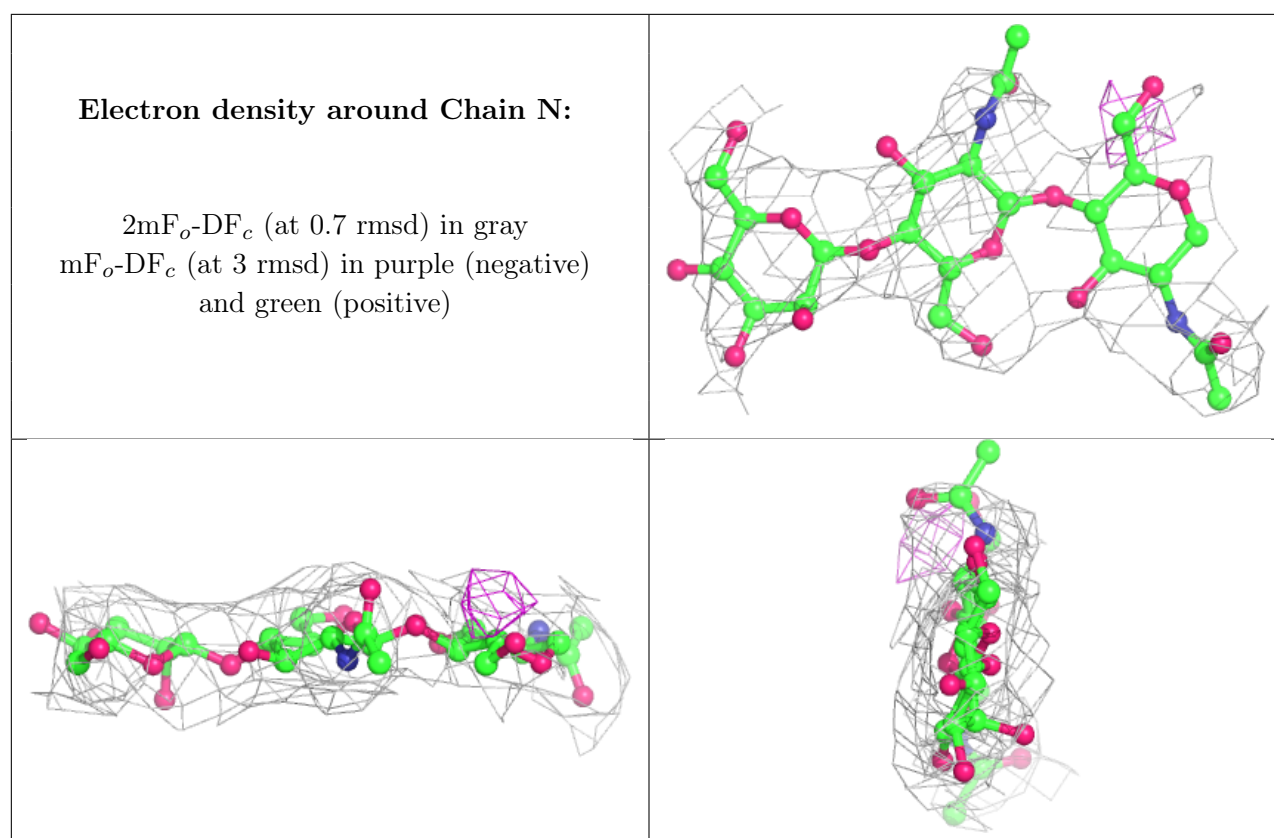 Electron density around Chain N:
2mFₒ-DF𝒸 (at 0.7 rmsd) in gray
mFₒ-DF𝒸 (at 3 rmsd) in purple (negative)
and green (positive)